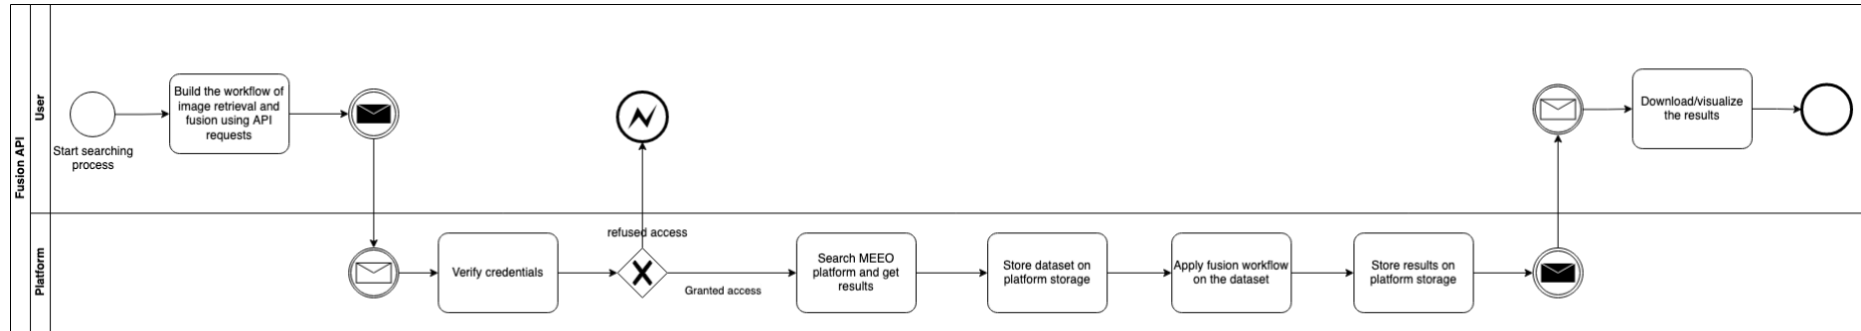 Fusion API
User
Start searching
process
Build the workflow of
image retrieval and
fusion using API
requests
Download/visualize
the results
Platform
Verify credentials
refused access
Granted access
Search MEEO
platform and get
results
Store dataset on
platform storage
Apply fusion workflow
on the dataset
Store results on
platform storage